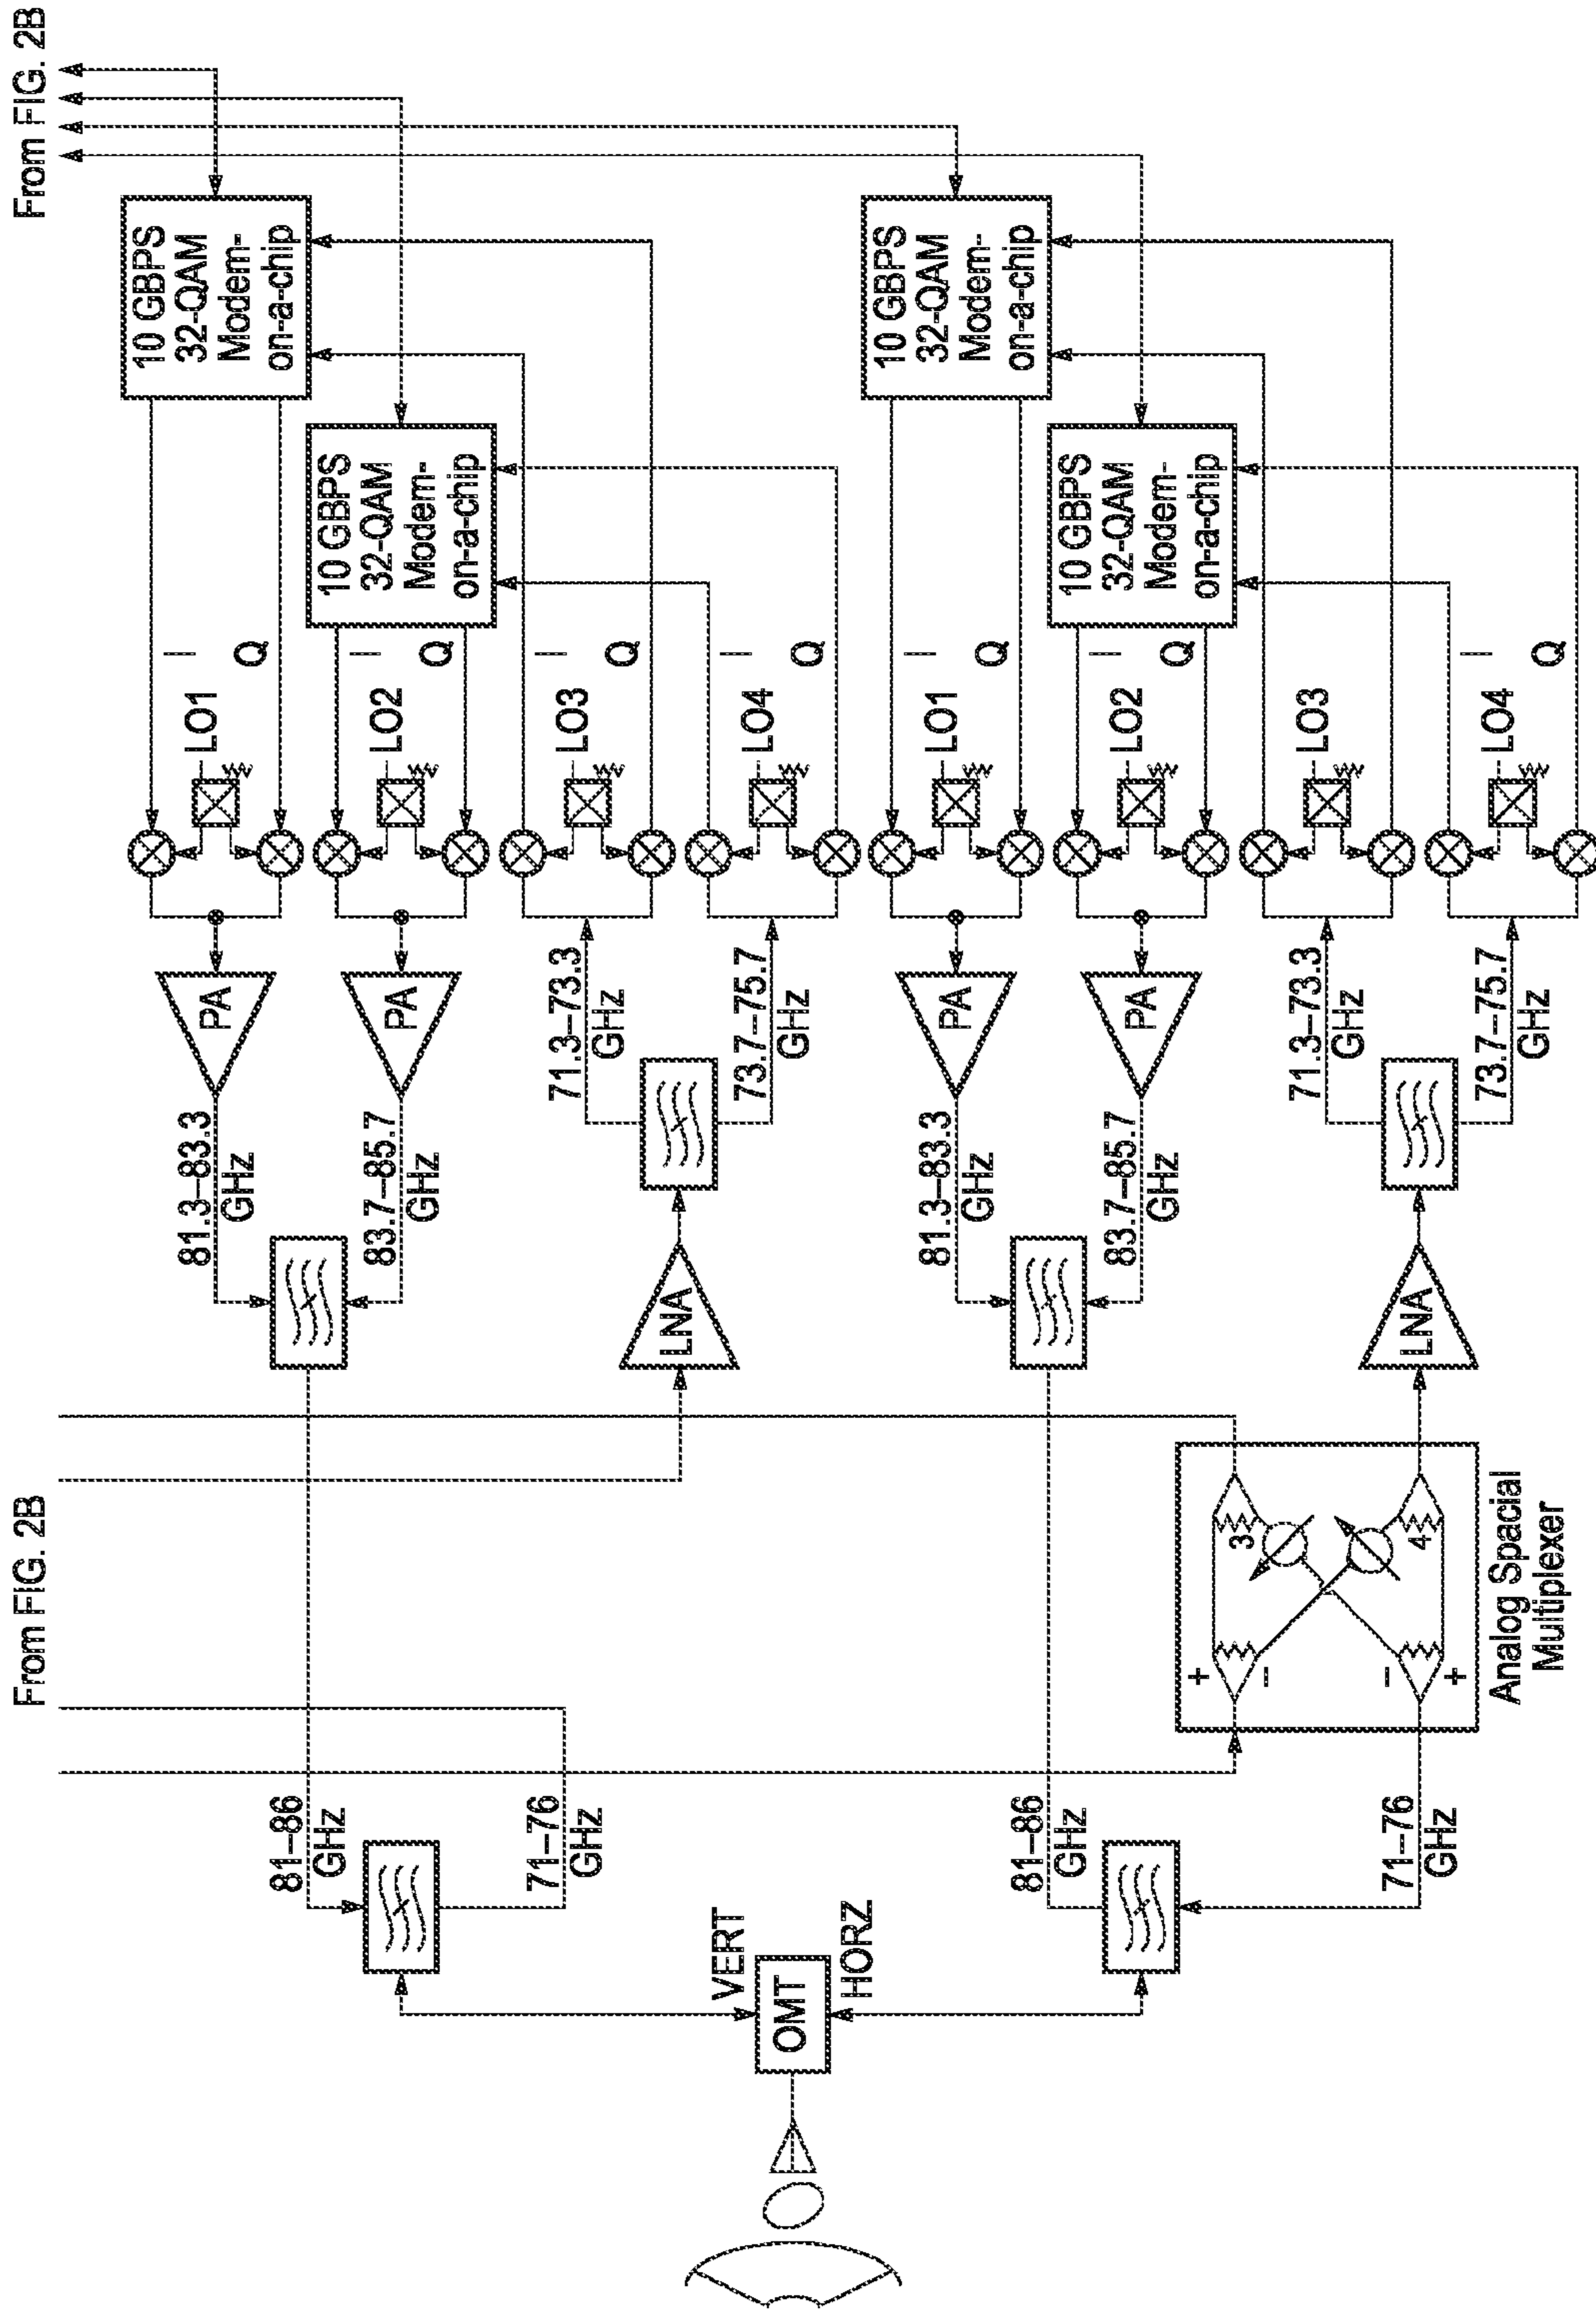 From FIG. 2B
From FIG. 2B
81–86
GHz
81.3–83.3
GHz
PA
LO1
I
Q
10 GBPS
32-QAM
Modem-
on-a-chip
83.7–85.7
GHz
PA
LO2
I
Q
10 GBPS
32-QAM
Modem-
on-a-chip
71–76
GHz
LNA
71.3–73.3
GHz
LO3
I
Q
73.7–75.7
GHz
LO4
I
Q
VERT
OMT
HORZ
81–86
GHz
81.3–83.3
GHz
PA
LO1
I
Q
10 GBPS
32-QAM
Modem-
on-a-chip
83.7–85.7
GHz
PA
LO2
I
Q
10 GBPS
32-QAM
Modem-
on-a-chip
+
−
3
−
4
+
71–76
GHz
Analog Spacial
Multiplexer
LNA
71.3–73.3
GHz
LO3
I
Q
73.7–75.7
GHz
LO4
I
Q